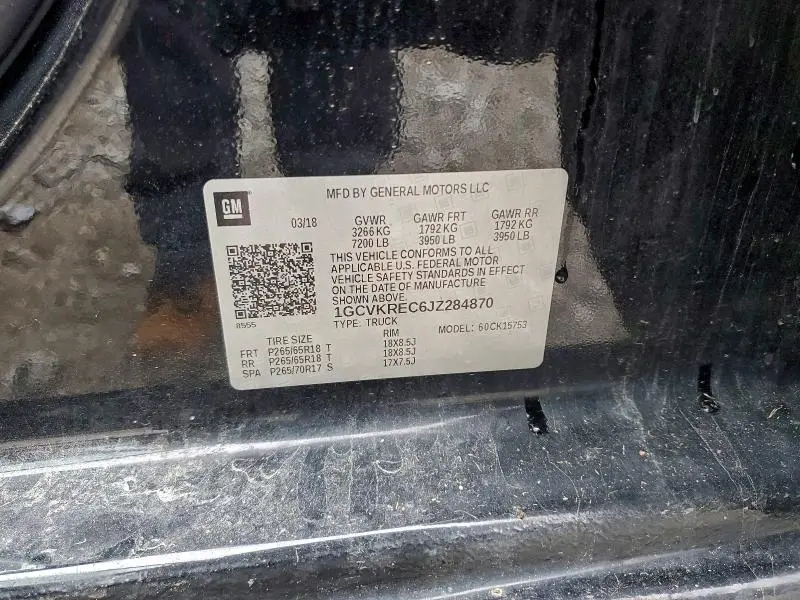 GM
MFD BY GENERAL MOTORS LLC
03/18 GVWR GAWR FRT GAWR RR
3266 KG 1792 KG 1792 KG
7200 LB 3950 LB 3950 LB
THIS VEHICLE CONFORMS TO ALL
APPLICABLE U.S. FEDERAL MOTOR
VEHICLE SAFETY STANDARDS IN EFFECT
ON THE DATE OF MANUFACTURE
SHOWN ABOVE.
1GCVKREC6JZ284870
8555 TYPE: TRUCK MODEL: 60CK15753
TIRE SIZE RIM
FRT P265/65R18 T 18X8.5J
RR P265/65R18 T 18X8.5J
SPA P265/70R17 S 17X7.5J